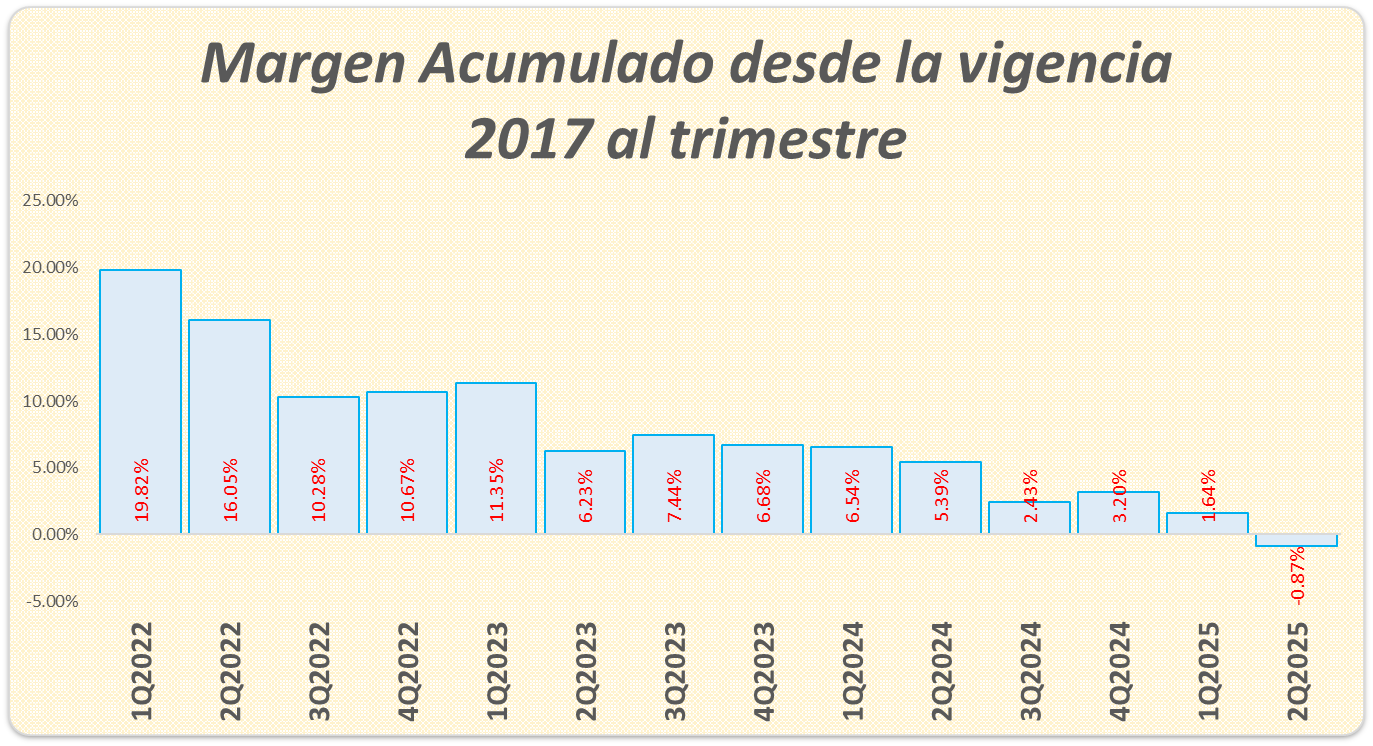 Margen Acumulado desde la vigencia
2017 al trimestre
25.00%
20.00%
15.00%
10.00%
5.00%
0.00%
-5.00%
19.82%
16.05%
10.28%
10.67%
11.35%
6.23%
7.44%
6.68%
6.54%
5.39%
2.43%
3.20%
1.64%
-0.87%
1Q2022
2Q2022
3Q2022
4Q2022
1Q2023
2Q2023
3Q2023
4Q2023
1Q2024
2Q2024
3Q2024
4Q2024
1Q2025
2Q2025